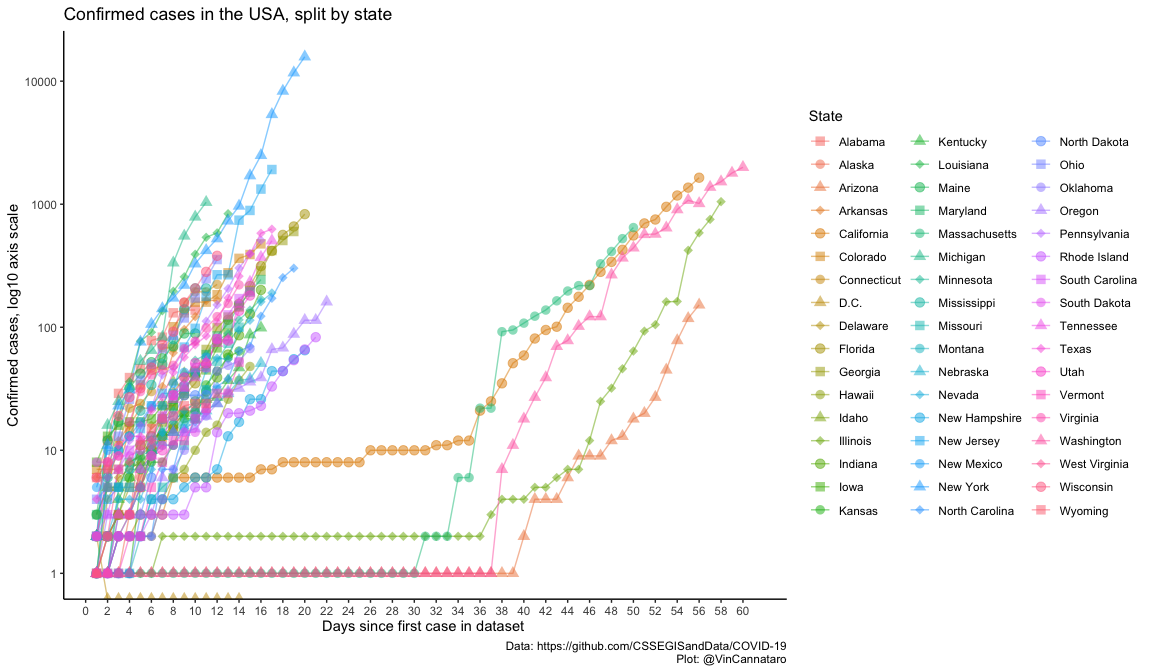 Confirmed cases in the USA, split by state
Confirmed cases, log10 axis scale
10000
1000
100
10
1
0 2 4 6 8 10 12 14 16 18 20 22 24 26 28 30 32 34 36 38 40 42 44 46 48 50 52 54 56 58 60
Days since first case in dataset
Data: https://github.com/CSSEGISandData/COVID-19
Plot: @VinCannataro
State
Alabama
Alaska
Arizona
Arkansas
California
Colorado
Connecticut
D.C.
Delaware
Florida
Georgia
Hawaii
Idaho
Illinois
Indiana
Iowa
Kansas
Kentucky
Louisiana
Maine
Maryland
Massachusetts
Michigan
Minnesota
Mississippi
Missouri
Montana
Nebraska
Nevada
New Hampshire
New Jersey
New Mexico
New York
North Carolina
North Dakota
Ohio
Oklahoma
Oregon
Pennsylvania
Rhode Island
South Carolina
South Dakota
Tennessee
Texas
Utah
Vermont
Virginia
Washington
West Virginia
Wisconsin
Wyoming